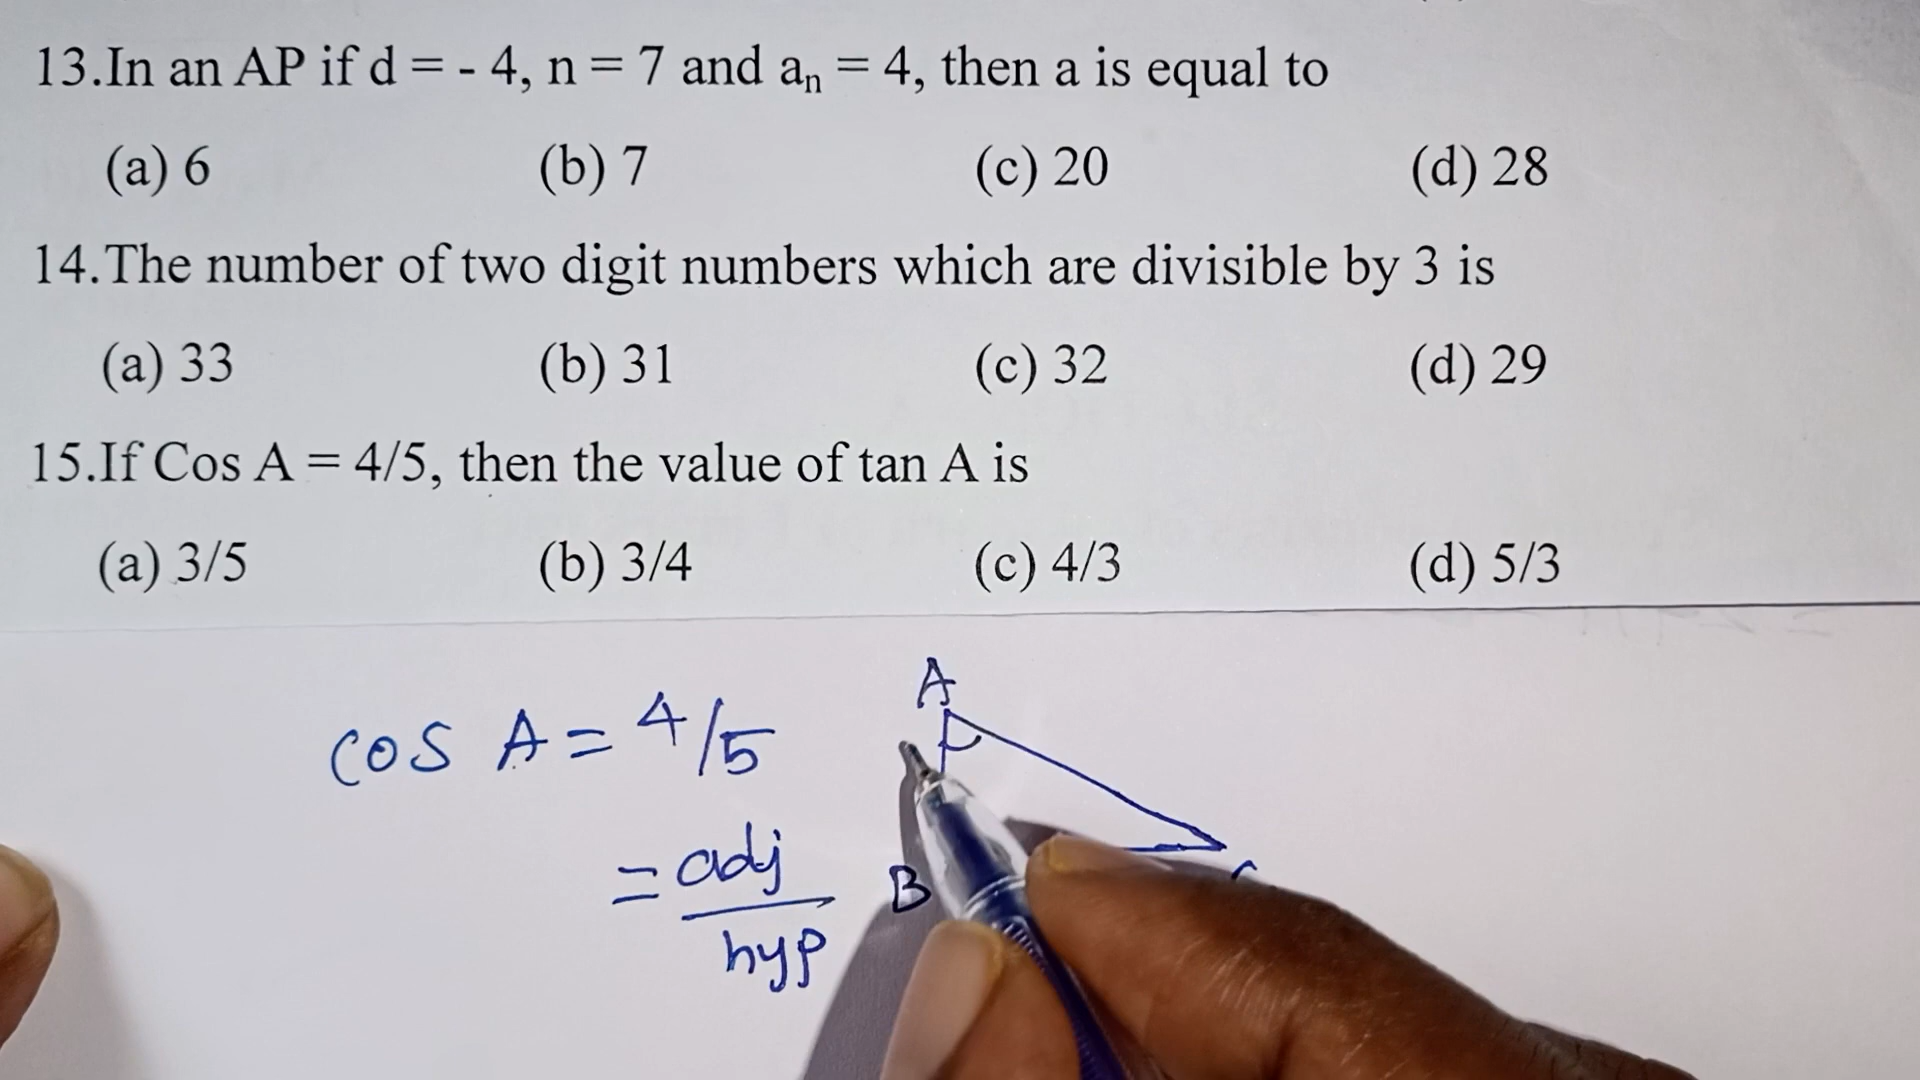 13.In an AP if d = - 4, n = 7 and aₙ = 4, then a is equal to
(a) 6 (b) 7 (c) 20 (d) 28
14.The number of two digit numbers which are divisible by 3 is
(a) 33 (b) 31 (c) 32 (d) 29
15.If Cos A = 4/5, then the value of tan A is
(a) 3/5 (b) 3/4 (c) 4/3 (d) 5/3
A
cos A = 4/5
= adj
B
hyp